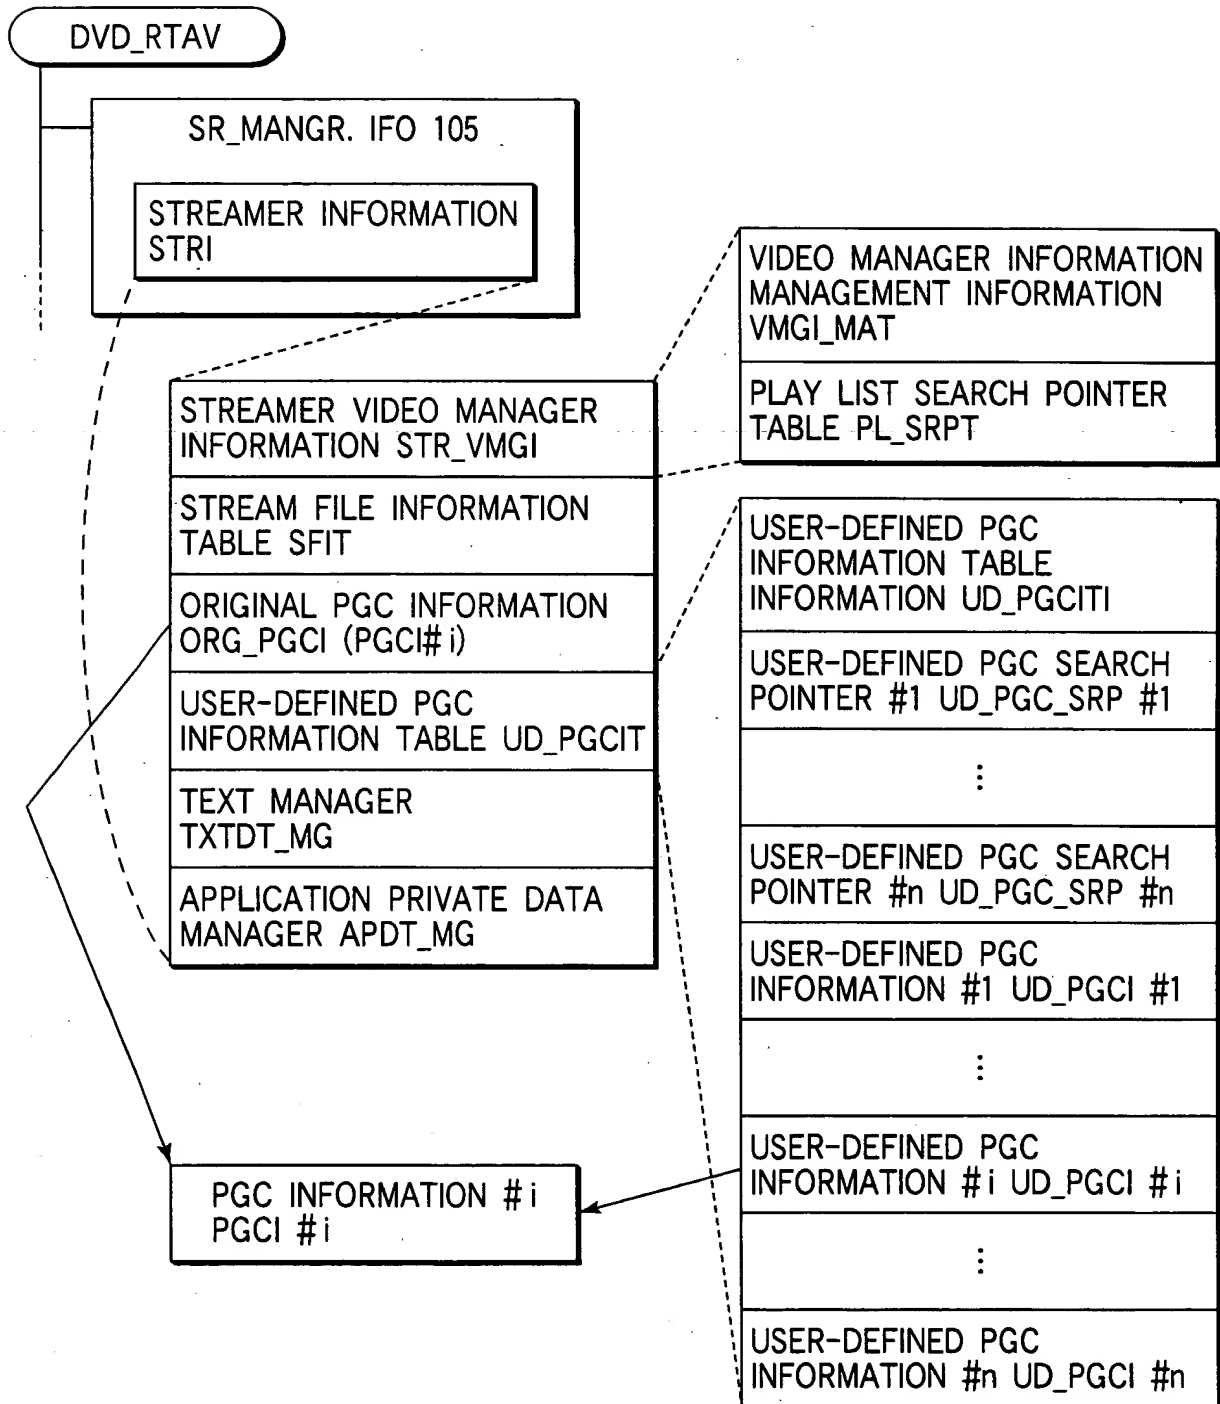 DVD_RTAV
SR_MANGR. IFO 105
STREAMER INFORMATION
STRI
STREAMER VIDEO MANAGER
INFORMATION STR_VMGI
STREAM FILE INFORMATION
TABLE SFIT
ORIGINAL PGC INFORMATION
ORG_PGCI (PGCI# i)
USER-DEFINED PGC
INFORMATION TABLE UD_PGCIT
TEXT MANAGER
TXTDT_MG
APPLICATION PRIVATE DATA
MANAGER APDT_MG
PGC INFORMATION # i
PGCI # i
VIDEO MANAGER INFORMATION
MANAGEMENT INFORMATION
VMGI_MAT
PLAY LIST SEARCH POINTER
TABLE PL_SRPT
USER-DEFINED PGC
INFORMATION TABLE
INFORMATION UD_PGCITI
USER-DEFINED PGC SEARCH
POINTER #1 UD_PGC_SRP #1
⋮
USER-DEFINED PGC SEARCH
POINTER #n UD_PGC_SRP #n
USER-DEFINED PGC
INFORMATION #1 UD_PGCI #1
⋮
USER-DEFINED PGC
INFORMATION # i UD_PGCI # i
⋮
USER-DEFINED PGC
INFORMATION #n UD_PGCI #n